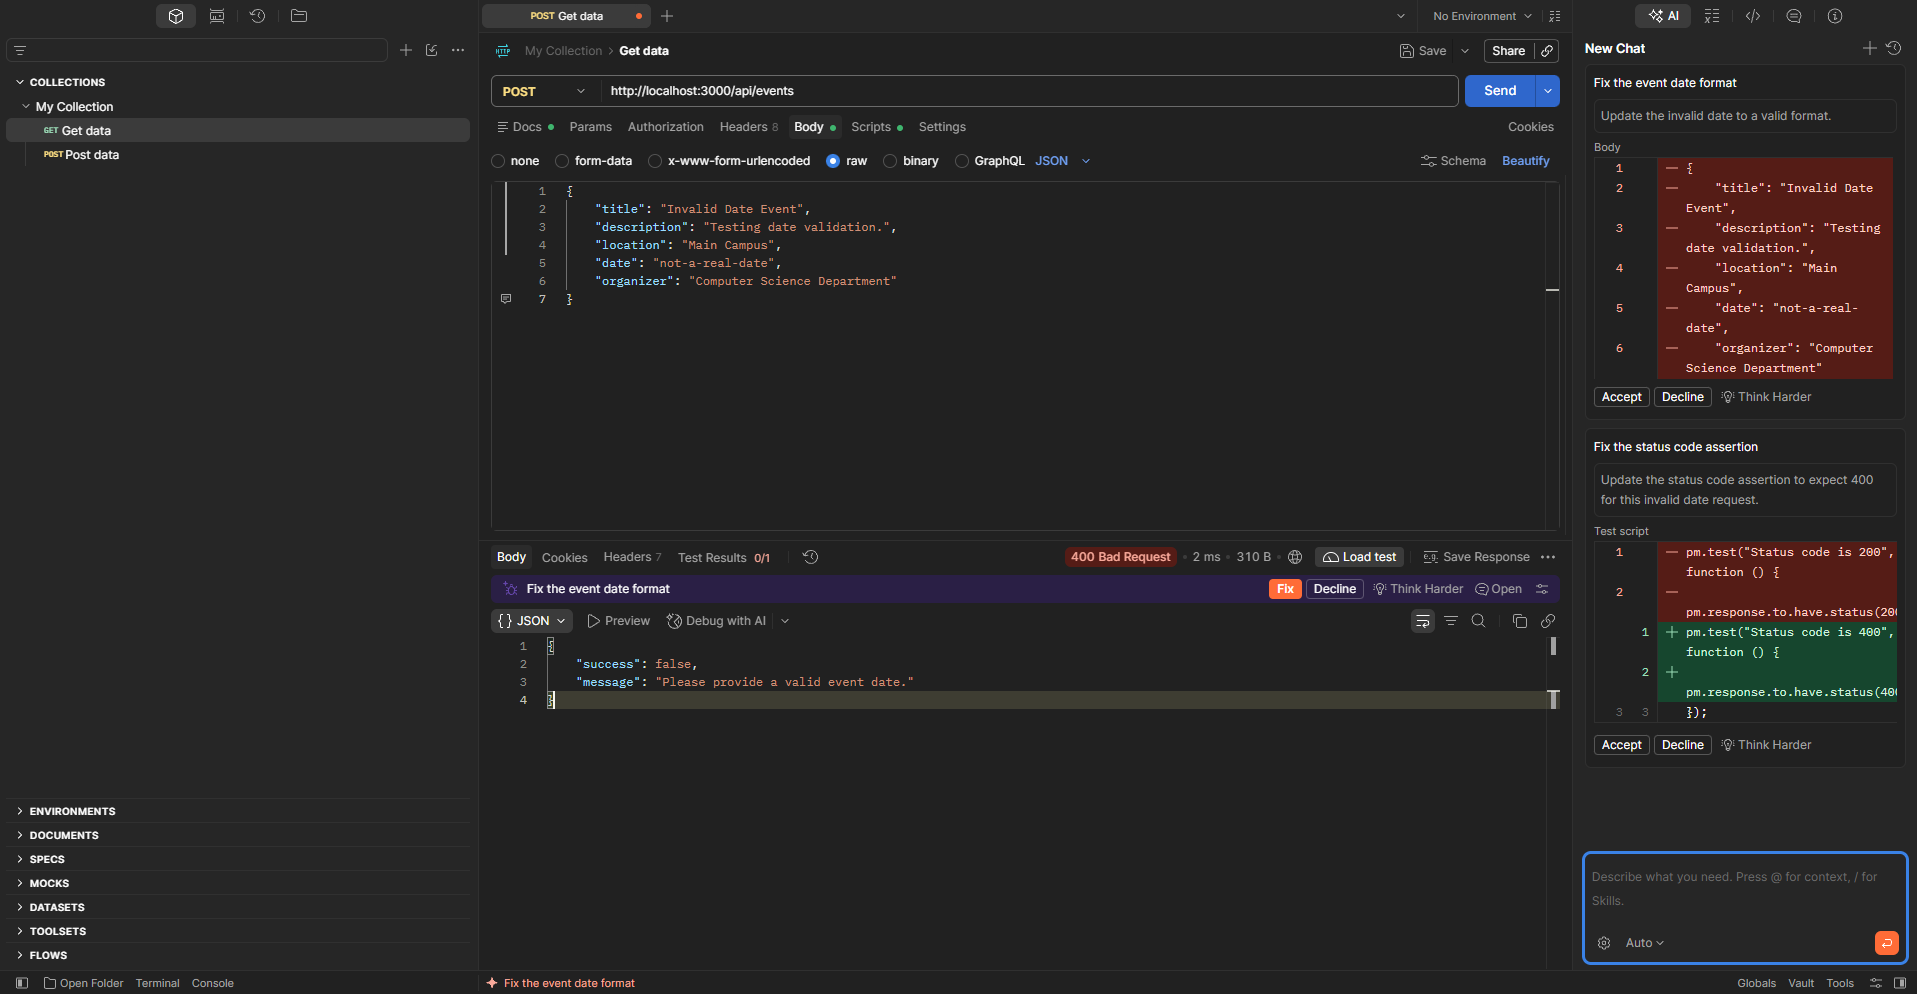 POST Get data
No Environment
AI
My Collection > Get data
Save
Share
New Chat
COLLECTIONS
My Collection
GET Get data
POST Post data
POST
http://localhost:3000/api/events
Send
Docs
Params
Authorization
Headers 8
Body
Scripts
Settings
Cookies
none
form-data
x-www-form-urlencoded
raw
binary
GraphQL
JSON
Schema
Beautify
1 {
2 "title": "Invalid Date Event",
3 "description": "Testing date validation.",
4 "location": "Main Campus",
5 "date": "not-a-real-date",
6 "organizer": "Computer Science Department"
7 }
Body
Cookies
Headers 7
Test Results 0/1
400 Bad Request
2 ms
310 B
Load test
e.g. Save Response
Fix the event date format
Fix
Decline
Think Harder
Open
{} JSON
Preview
Debug with AI
1 {
2 "success": false,
3 "message": "Please provide a valid event date."
4 }
Fix the event date format
Update the invalid date to a valid format.
Body
1 — {
2 — "title": "Invalid Date
Event",
3 — "description": "Testing
date validation.",
4 — "location": "Main
Campus",
5 — "date": "not-a-real-
date",
6 — "organizer": "Computer
Science Department"
Accept
Decline
Think Harder
Fix the status code assertion
Update the status code assertion to expect 400
for this invalid date request.
Test script
1 — pm.test("Status code is 200",
function () {
2 —
pm.response.to.have.status(200
1 + pm.test("Status code is 400",
function () {
2 +
pm.response.to.have.status(400
3 3 });
Accept
Decline
Think Harder
Describe what you need. Press @ for context, / for
Skills.
Auto
ENVIRONMENTS
DOCUMENTS
SPECS
MOCKS
DATASETS
TOOLSETS
FLOWS
Open Folder
Terminal
Console
Fix the event date format
Globals
Vault
Tools